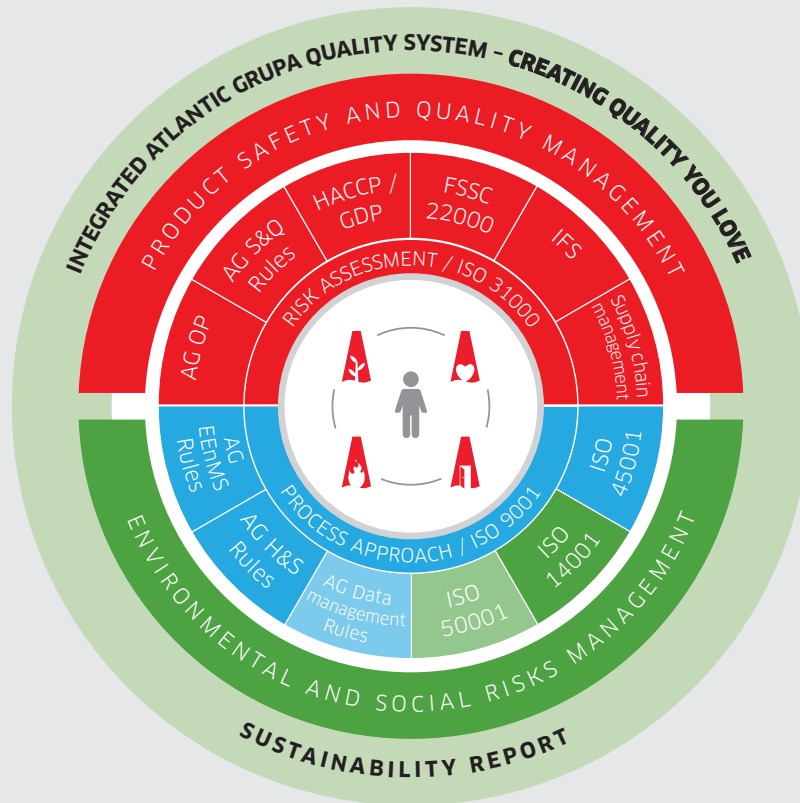 INTEGRATED ATLANTIC GRUPA QUALITY SYSTEM – CREATING QUALITY YOU LOVE
PRODUCT SAFETY AND QUALITY MANAGEMENT
AG OP
AG S&Q
Rules
HACCP /
GDP
FSSC
22000
IFS
Supply chain
management
RISK ASSESSMENT / ISO 31000
PROCESS APPROACH / ISO 9001
AG
EEnMS
Rules
AG H&S
Rules
AG Data
management
Rules
ISO
50001
ISO
14001
ISO
45001
ENVIRONMENTAL AND SOCIAL RISKS MANAGEMENT
SUSTAINABILITY REPORT